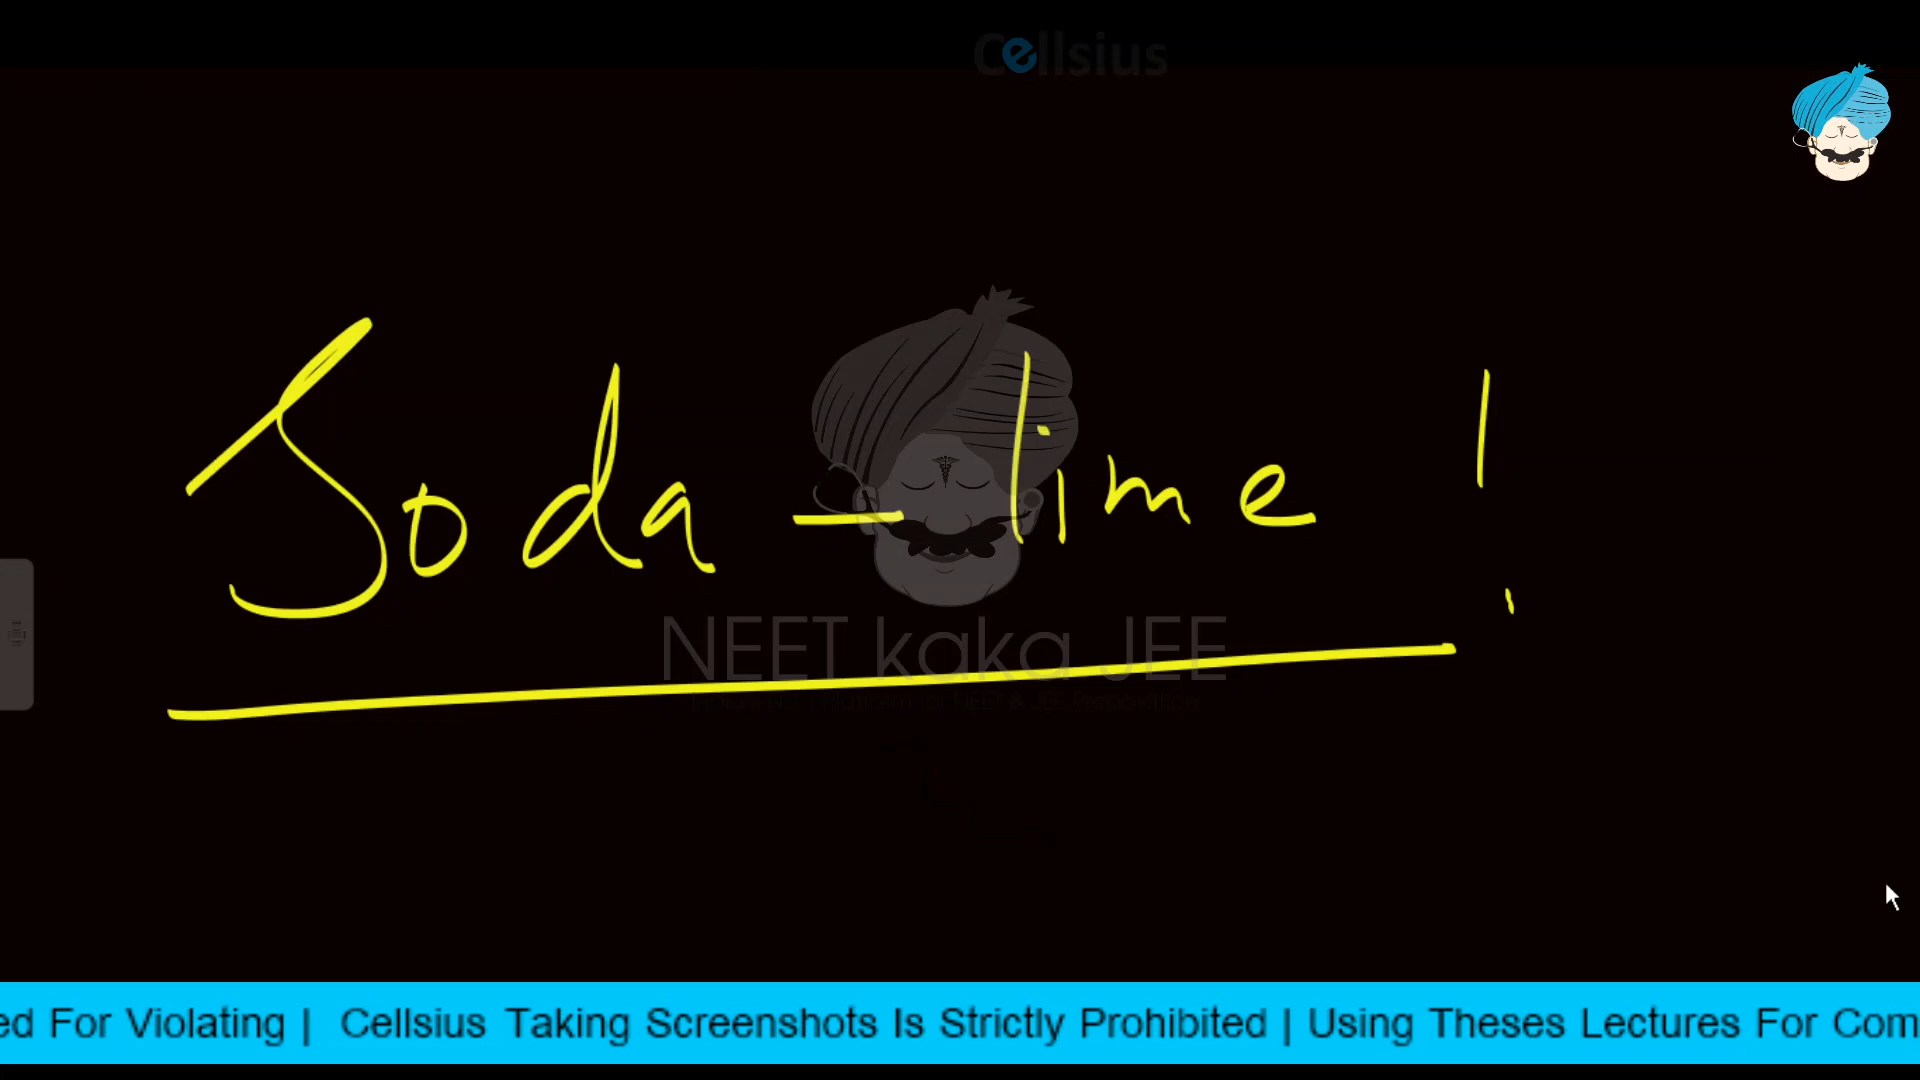 Cellsius
Soda - lime !
NEET kaka JEE
ed For Violating | Cellsius Taking Screenshots Is Strictly Prohibited | Using Theses Lectures For Com